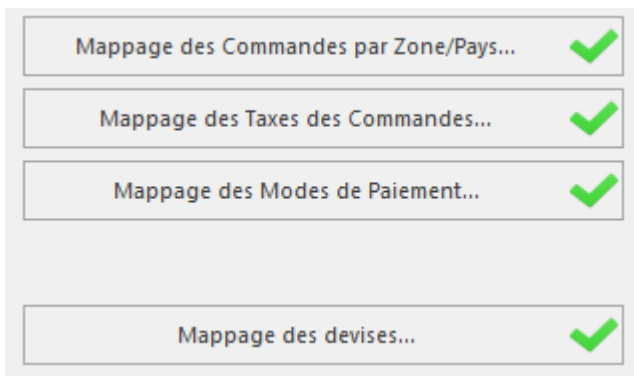 Mappage des Commandes par Zone/Pays...
Mappage des Taxes des Commandes...
Mappage des Modes de Paiement...
Mappage des devises...